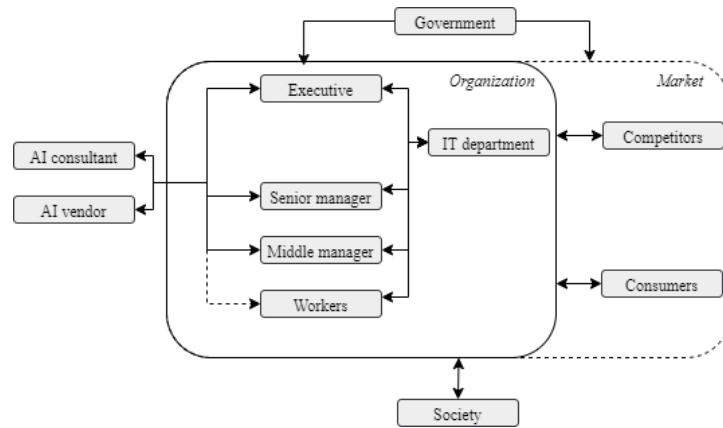 Government
Organization
Market
Executive
IT department
Competitors
AI consultant
AI vendor
Senior manager
Middle manager
Workers
Consumers
Society